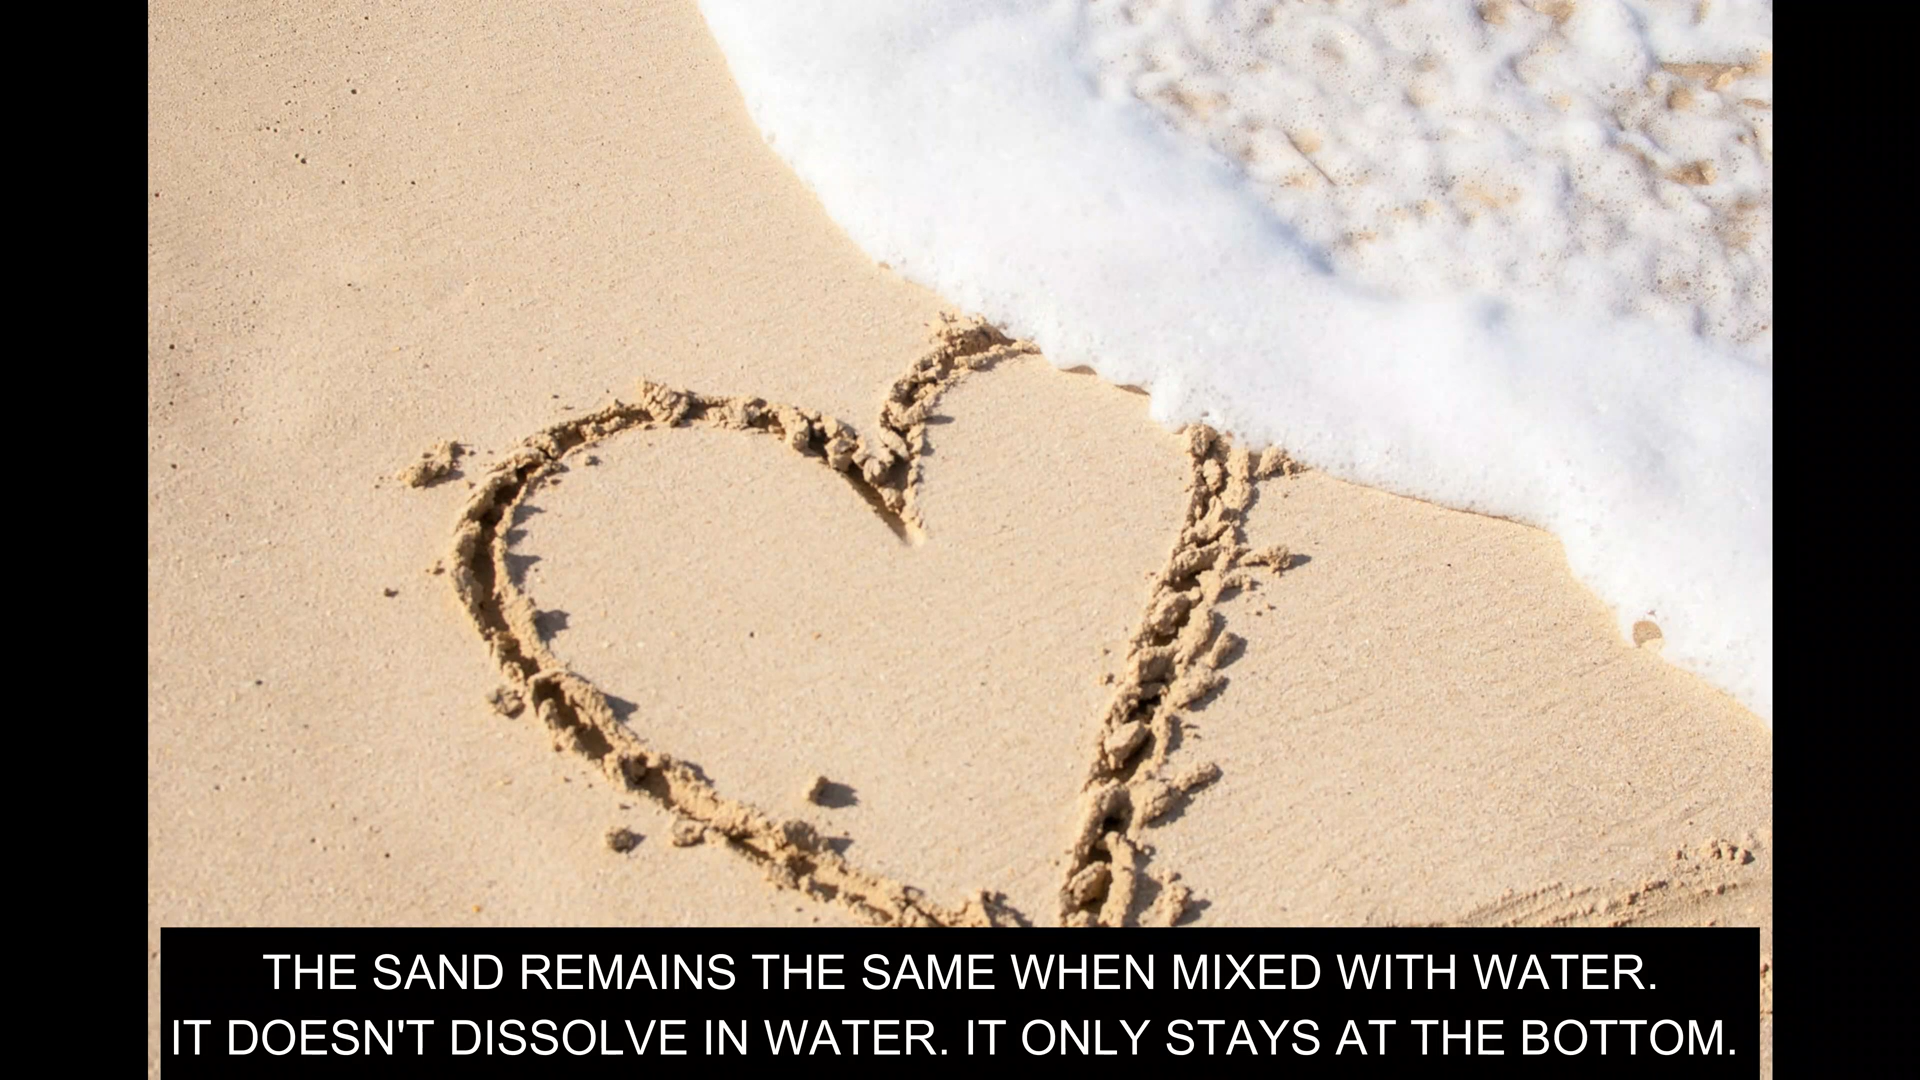 THE SAND REMAINS THE SAME WHEN MIXED WITH WATER.
IT DOESN'T DISSOLVE IN WATER. IT ONLY STAYS AT THE BOTTOM.